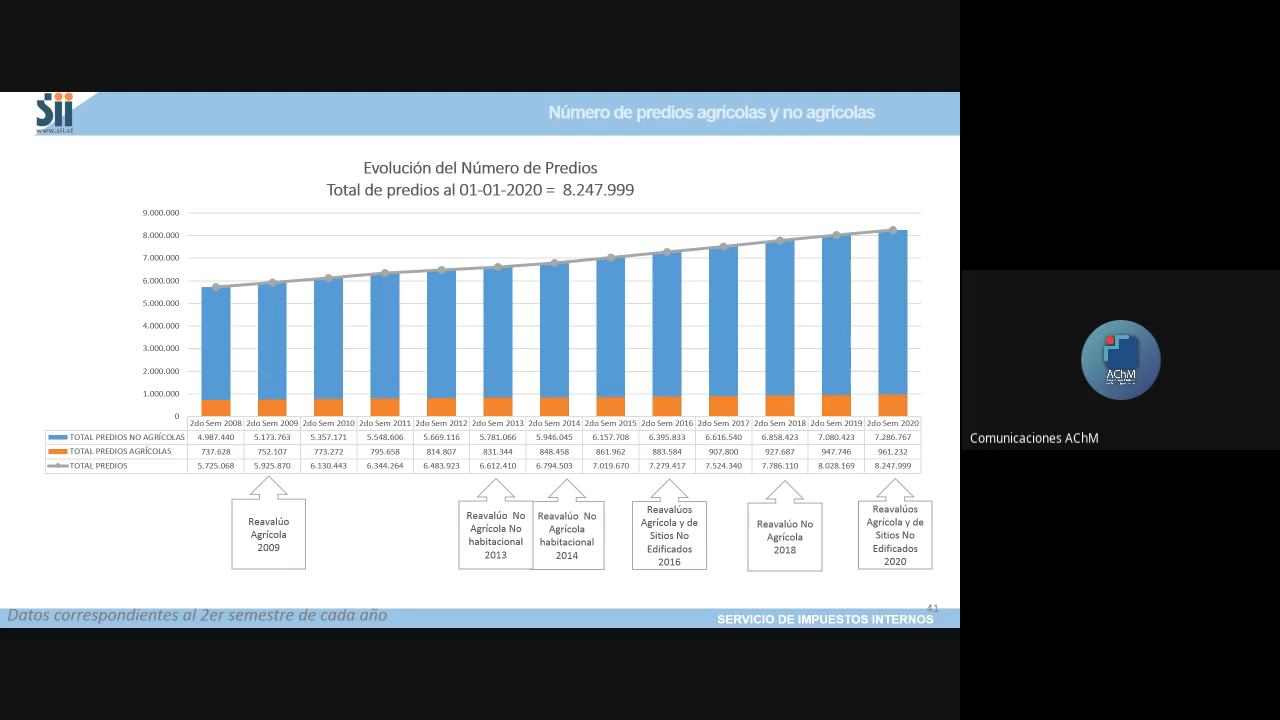 Sii
www.sii.cl
Número de predios agrícolas y no agrícolas
Evolución del Número de Predios
Total de predios al 01-01-2020 = 8.247.999
9.000.000
8.000.000
7.000.000
6.000.000
5.000.000
4.000.000
3.000.000
2.000.000
1.000.000
0
2do Sem 2008 2do Sem 2009 2do Sem 2010 2do Sem 2011 2do Sem 2012 2do Sem 2013 2do Sem 2014 2do Sem 2015 2do Sem 2016 2do Sem 2017 2do Sem 2018 2do Sem 2019 2do Sem 2020
TOTAL PREDIOS NO AGRÍCOLAS 4.987.440 5.173.763 5.357.171 5.548.606 5.669.116 5.781.066 5.946.045 6.157.708 6.395.833 6.616.540 6.858.423 7.080.423 7.286.767
TOTAL PREDIOS AGRÍCOLAS 737.628 752.107 773.272 795.658 814.807 831.344 848.458 861.962 883.584 907.800 927.687 947.746 961.232
TOTAL PREDIOS 5.725.068 5.925.870 6.130.443 6.344.264 6.483.923 6.612.410 6.794.503 7.019.670 7.279.417 7.524.340 7.786.110 8.028.169 8.247.999
Reavalúo
Agrícola
2009
Reavalúo No
Agrícola No
habitacional
2013
Reavalúo No
Agrícola
habitacional
2014
Reavalúos
Agrícola y de
Sitios No
Edificados
2016
Reavalúo No
Agrícola
2018
Reavalúos
Agrícola y de
Sitios No
Edificados
2020
Datos correspondientes al 2er semestre de cada año
41
SERVICIO DE IMPUESTOS INTERNOS
AChM
Comunicaciones AChM